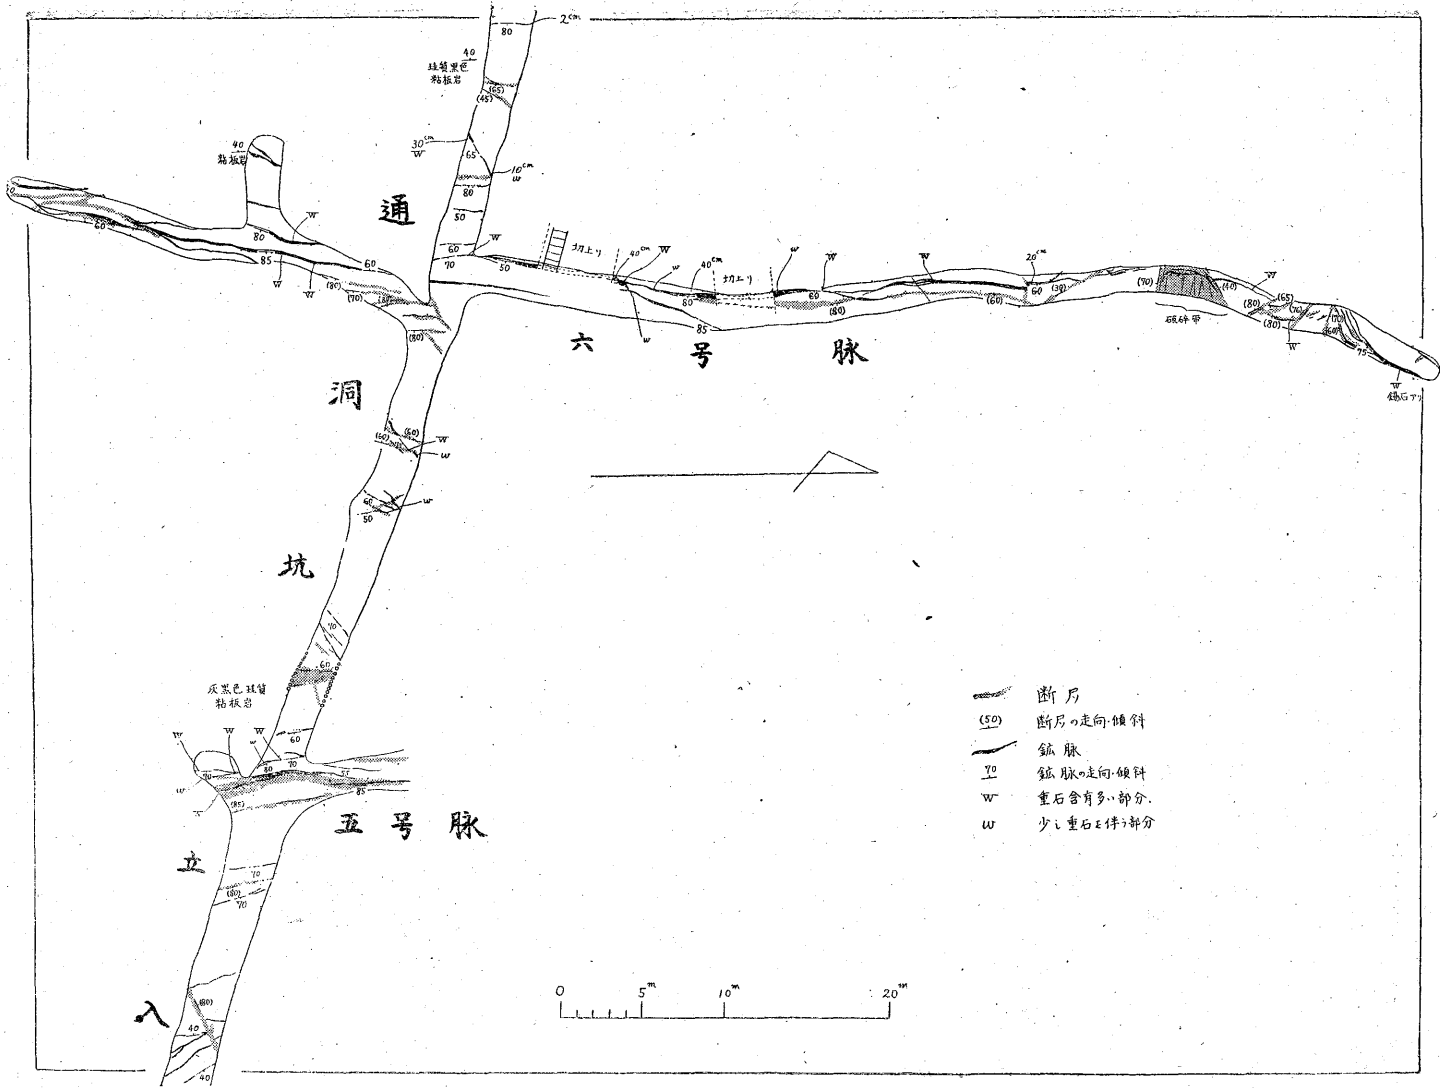 2cm
80
40
珪質黒色
粘板岩
(65)
(45)
30cm
W
65
10cm
w
80
50
60
W
70
40
粘板岩
通
洞
坑
立
入
60
80
W
85
W
W
60
(80)
(70)
(80)
50
切上り
40cm
W
w
40cm
切上り
80
85
w
w
W
60
(80)
W
(60)
20cm
60
(30)
(70)
破砕帯
(40)
W
(80)
(65)
(70)
(80)
W
(70)
(60)
75
W
錫石アリ
六号脈
(60)
(60)
W
w
60
50
w
70
60
灰黒色珪質
粘板岩
W
W
w
W
60
70
80
70
55
w
85
(85)
五号脈
70
(80)
70
(80)
40
40
断層
(50) 断層の走向・傾斜
鉱脈
70 鉱脈の走向・傾斜
W 重石含有多い部分.
w 少し重石を伴う部分
0 5m 10m 20m